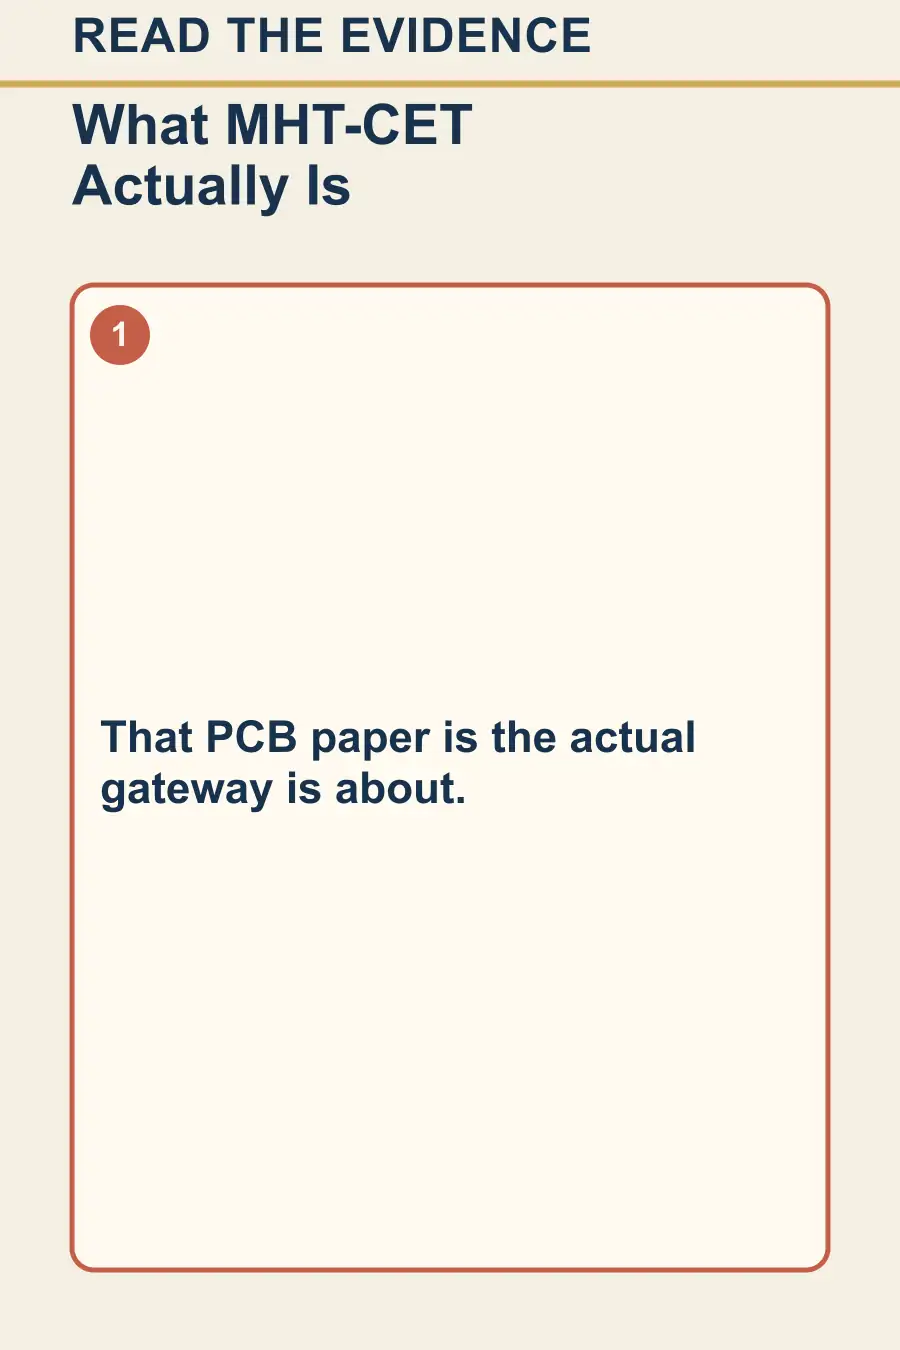 READ THE EVIDENCE
What MHT-CET
Actually Is
1
That PCB paper is the actual
gateway is about.